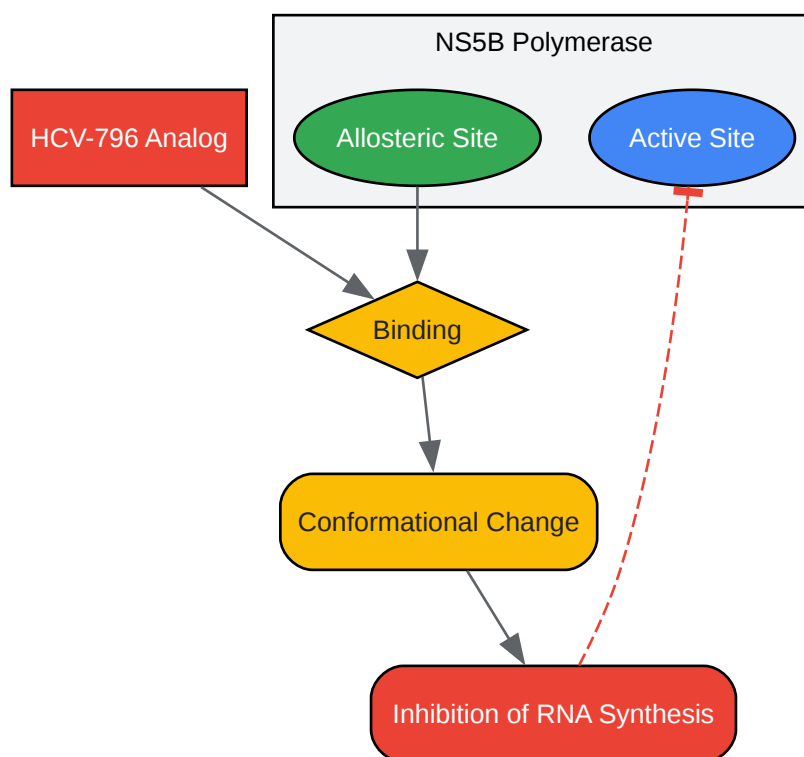 NS5B Polymerase
HCV-796 Analog
Allosteric Site
Active Site
Binding
Conformational Change
Inhibition of RNA Synthesis